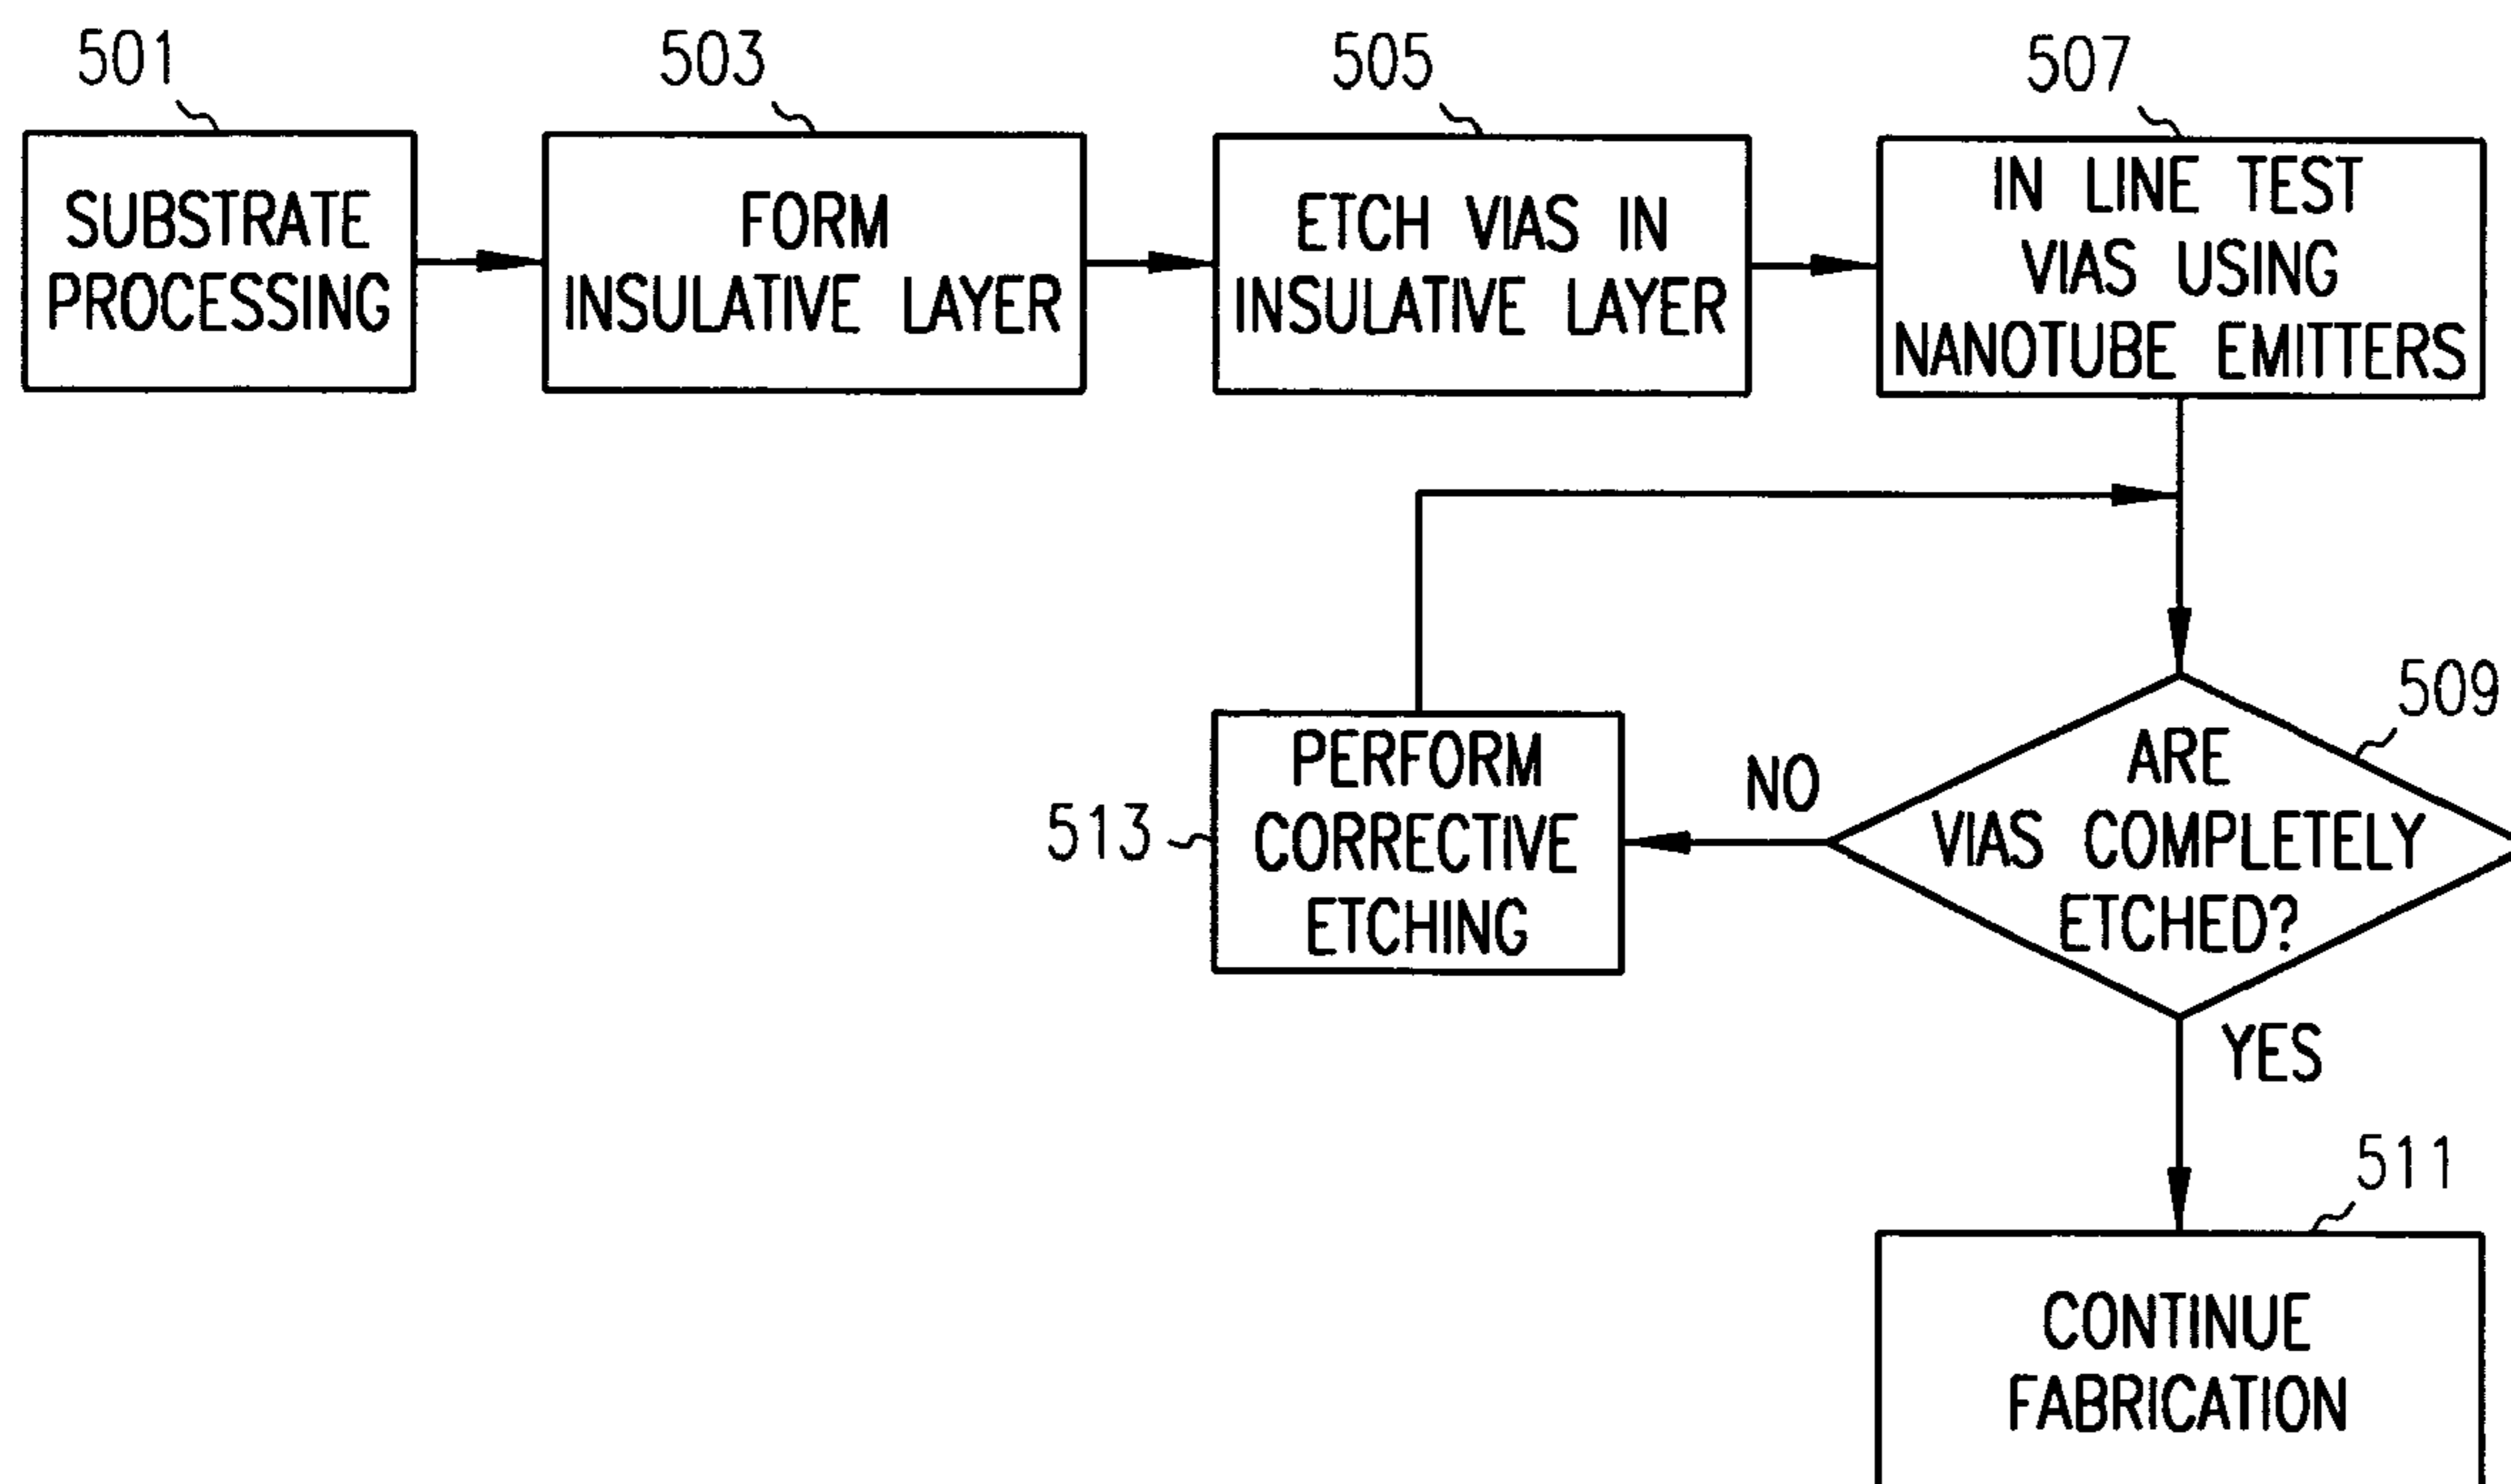 501
SUBSTRATE
PROCESSING
503
FORM
INSULATIVE LAYER
505
ETCH VIAS IN
INSULATIVE LAYER
507
IN LINE TEST
VIAS USING
NANOTUBE EMITTERS
509
ARE
VIAS COMPLETELY
ETCHED?
NO
513
PERFORM
CORRECTIVE
ETCHING
YES
511
CONTINUE
FABRICATION